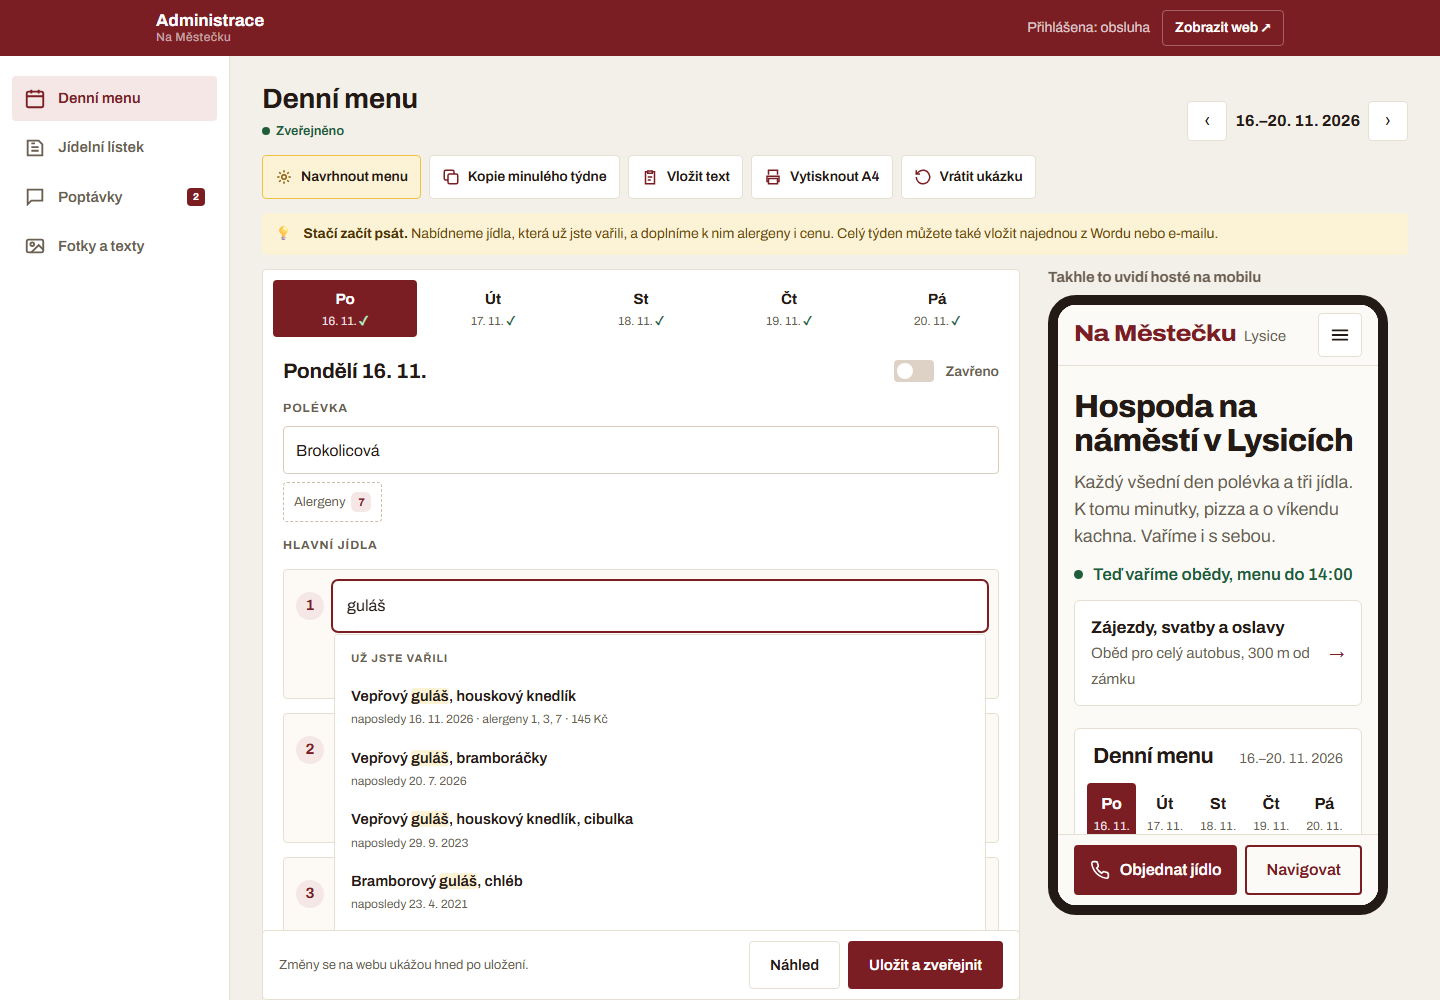 Administrace
Na Městečku
Přihlášena: obsluha
Zobrazit web ↗
Denní menu
Jídelní lístek
Poptávky
2
Fotky a texty
Denní menu
Zveřejněno
‹
16.–20. 11. 2026
›
Navrhnout menu
Kopie minulého týdne
Vložit text
Vytisknout A4
Vrátit ukázku
Stačí začít psát. Nabídneme jídla, která už jste vařili, a doplníme k nim alergeny i cenu. Celý týden můžete také vložit najednou z Wordu nebo e-mailu.
Po
16. 11. ✓
Út
17. 11. ✓
St
18. 11. ✓
Čt
19. 11. ✓
Pá
20. 11. ✓
Pondělí 16. 11.
Zavřeno
POLÉVKA
Brokolicová
Alergeny 7
HLAVNÍ JÍDLA
1
guláš
UŽ JSTE VAŘILI
Vepřový guláš, houskový knedlík
naposledy 16. 11. 2026 · alergeny 1, 3, 7 · 145 Kč
2
Vepřový guláš, bramboráčky
naposledy 20. 7. 2026
Vepřový guláš, houskový knedlík, cibulka
naposledy 29. 9. 2023
3
Bramborový guláš, chléb
naposledy 23. 4. 2021
Změny se na webu ukážou hned po uložení.
Náhled
Uložit a zveřejnit
Takhle to uvidí hosté na mobilu
Na Městečku Lysice
Hospoda na
náměstí v Lysicích
Každý všední den polévka a tři jídla.
K tomu minutky, pizza a o víkendu
kachna. Vaříme i s sebou.
Teď vaříme obědy, menu do 14:00
Zájezdy, svatby a oslavy
Oběd pro celý autobus, 300 m od
zámku
→
Denní menu
16.–20. 11. 2026
Po
16. 11.
Út
17. 11.
St
18. 11.
Čt
19. 11.
Pá
20. 11.
Objednat jídlo
Navigovat